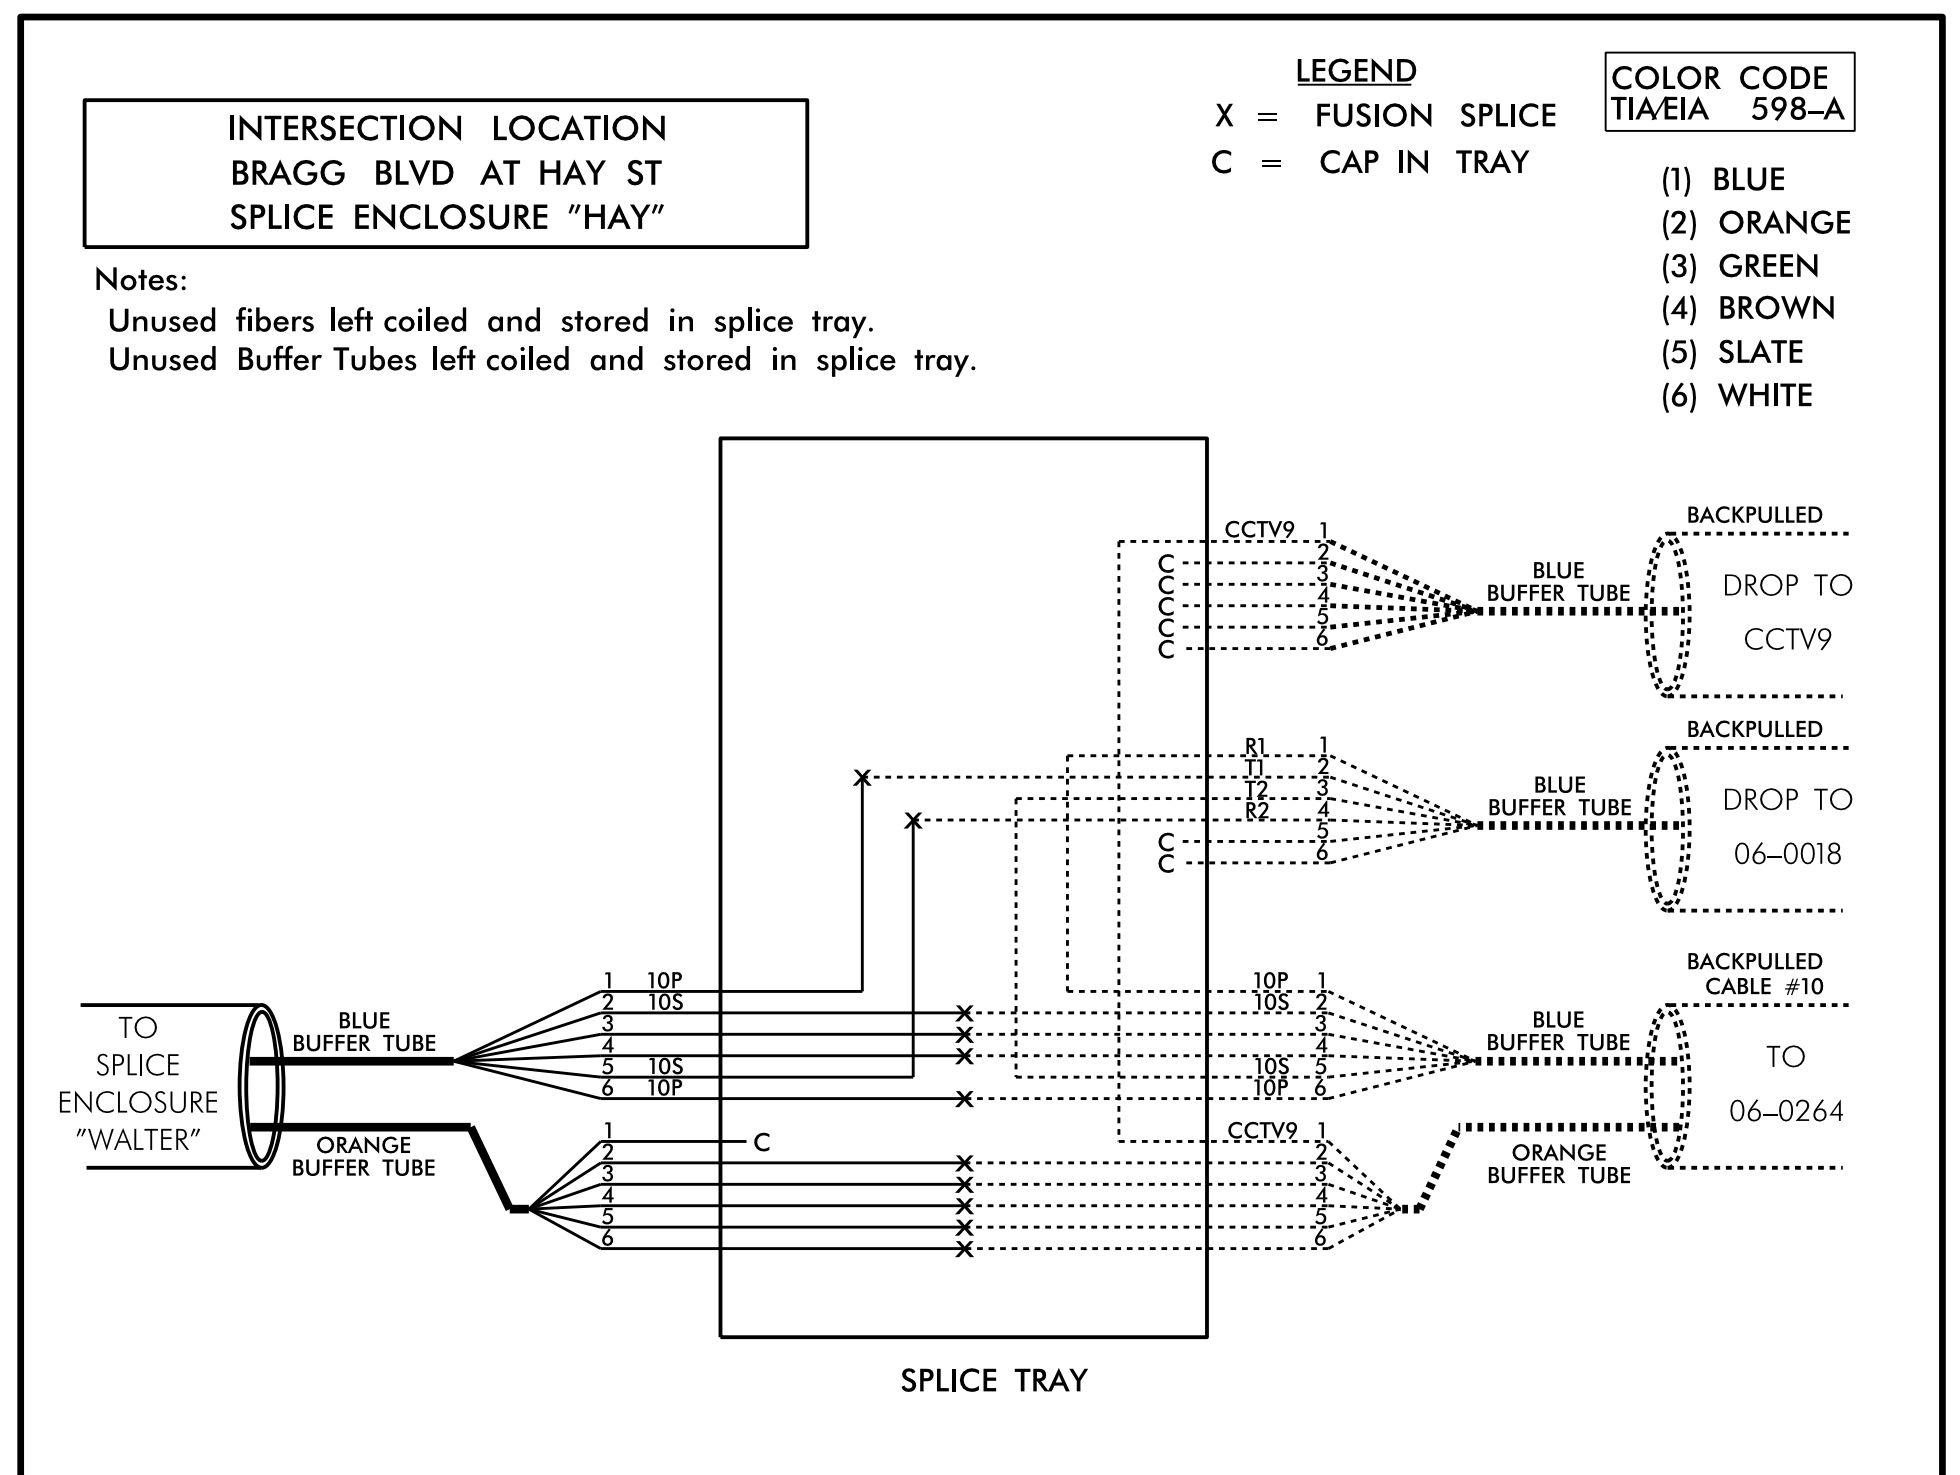 INTERSECTION LOCATION
BRAGG BLVD AT HAY ST
SPLICE ENCLOSURE "HAY"
Notes:
Unused fibers left coiled and stored in splice tray.
Unused Buffer Tubes left coiled and stored in splice tray.
LEGEND
X = FUSION SPLICE
C = CAP IN TRAY
COLOR CODE
TIA/EIA 598-A
(1) BLUE
(2) ORANGE
(3) GREEN
(4) BROWN
(5) SLATE
(6) WHITE
CCTV9 1
C 2
C 3
C 4
C 5
C 6
BLUE
BUFFER TUBE
BACKPULLED
DROP TO
CCTV9
R1 1
X T1 2
T2 3
X R2 4
C 5
C 6
BLUE
BUFFER TUBE
BACKPULLED
DROP TO
06-0018
TO
SPLICE
ENCLOSURE
"WALTER"
BLUE
BUFFER TUBE
ORANGE
BUFFER TUBE
1 10P 10P 1
2 10S X 10S 2
3 X 3
4 X 4
5 10S 10S 5
6 10P X 10P 6
1 C CCTV9 1
2 X 2
3 X 3
4 X 4
5 X 5
6 X 6
BLUE
BUFFER TUBE
ORANGE
BUFFER TUBE
BACKPULLED
CABLE #10
TO
06-0264
SPLICE TRAY